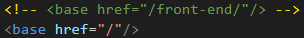 <!-- <base href="/front-end/"/> -->
<base href="/"/>